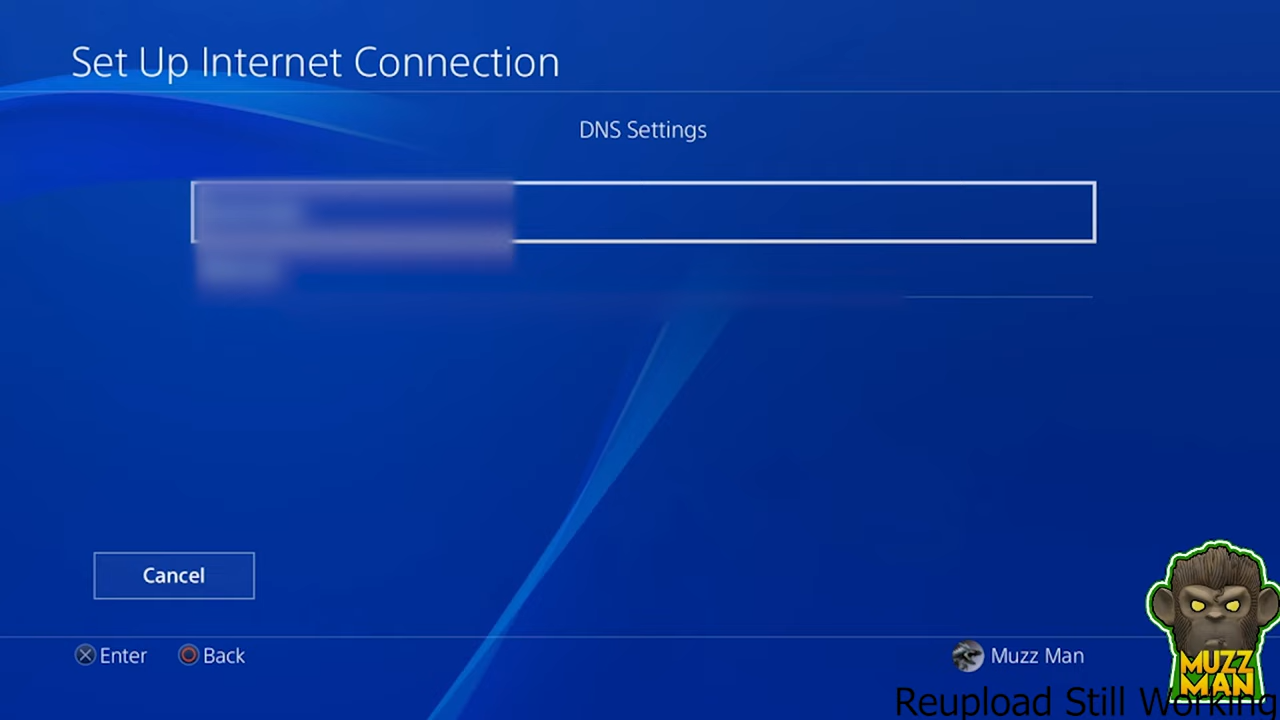 Set Up Internet Connection
DNS Settings
Cancel
Enter
Back
Muzz Man
MUZZ
MAN
Reupload Still Working